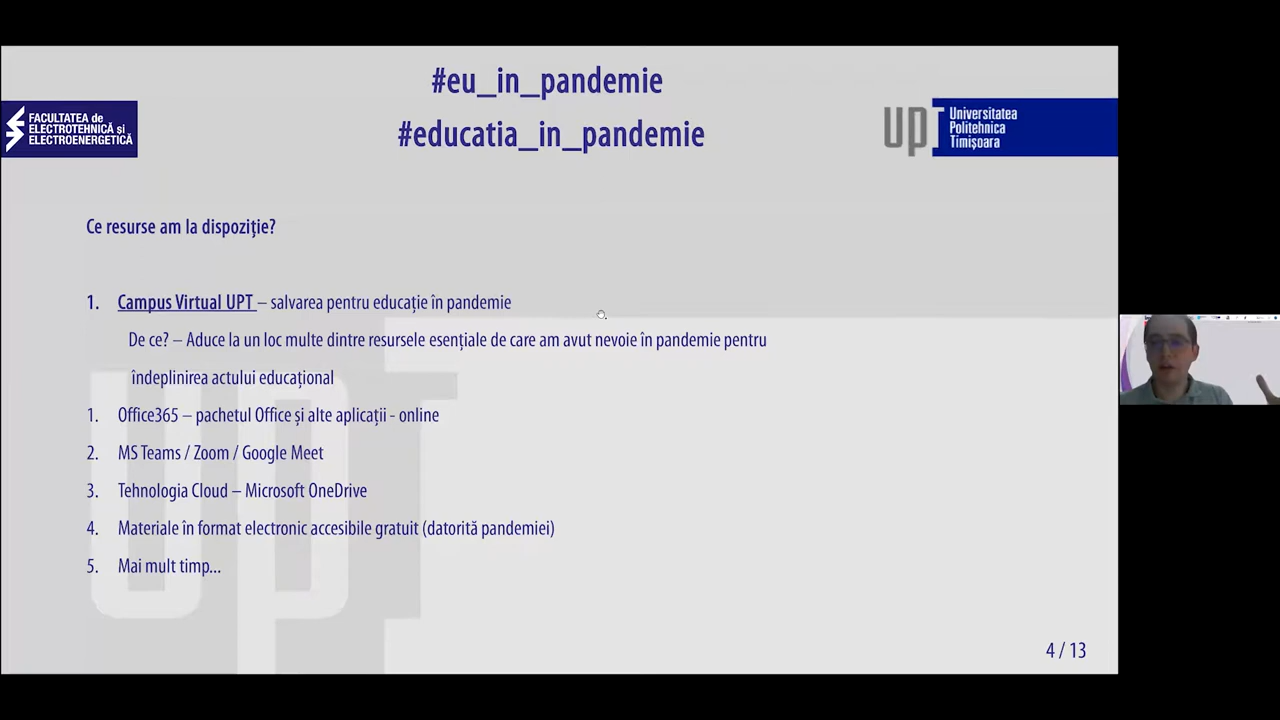 #eu_in_pandemie
#educatia_in_pandemie
FACULTATEA de
ELECTROTEHNICĂ și
ELECTROENERGETICĂ
UPT
Universitatea
Politehnica
Timișoara
Ce resurse am la dispoziție?
1. Campus Virtual UPT – salvarea pentru educație în pandemie
De ce? – Aduce la un loc multe dintre resursele esențiale de care am avut nevoie în pandemie pentru
îndeplinirea actului educațional
1. Office365 – pachetul Office și alte aplicații - online
2. MS Teams / Zoom / Google Meet
3. Tehnologia Cloud – Microsoft OneDrive
4. Materiale în format electronic accesibile gratuit (datorită pandemiei)
5. Mai mult timp...
4 / 13